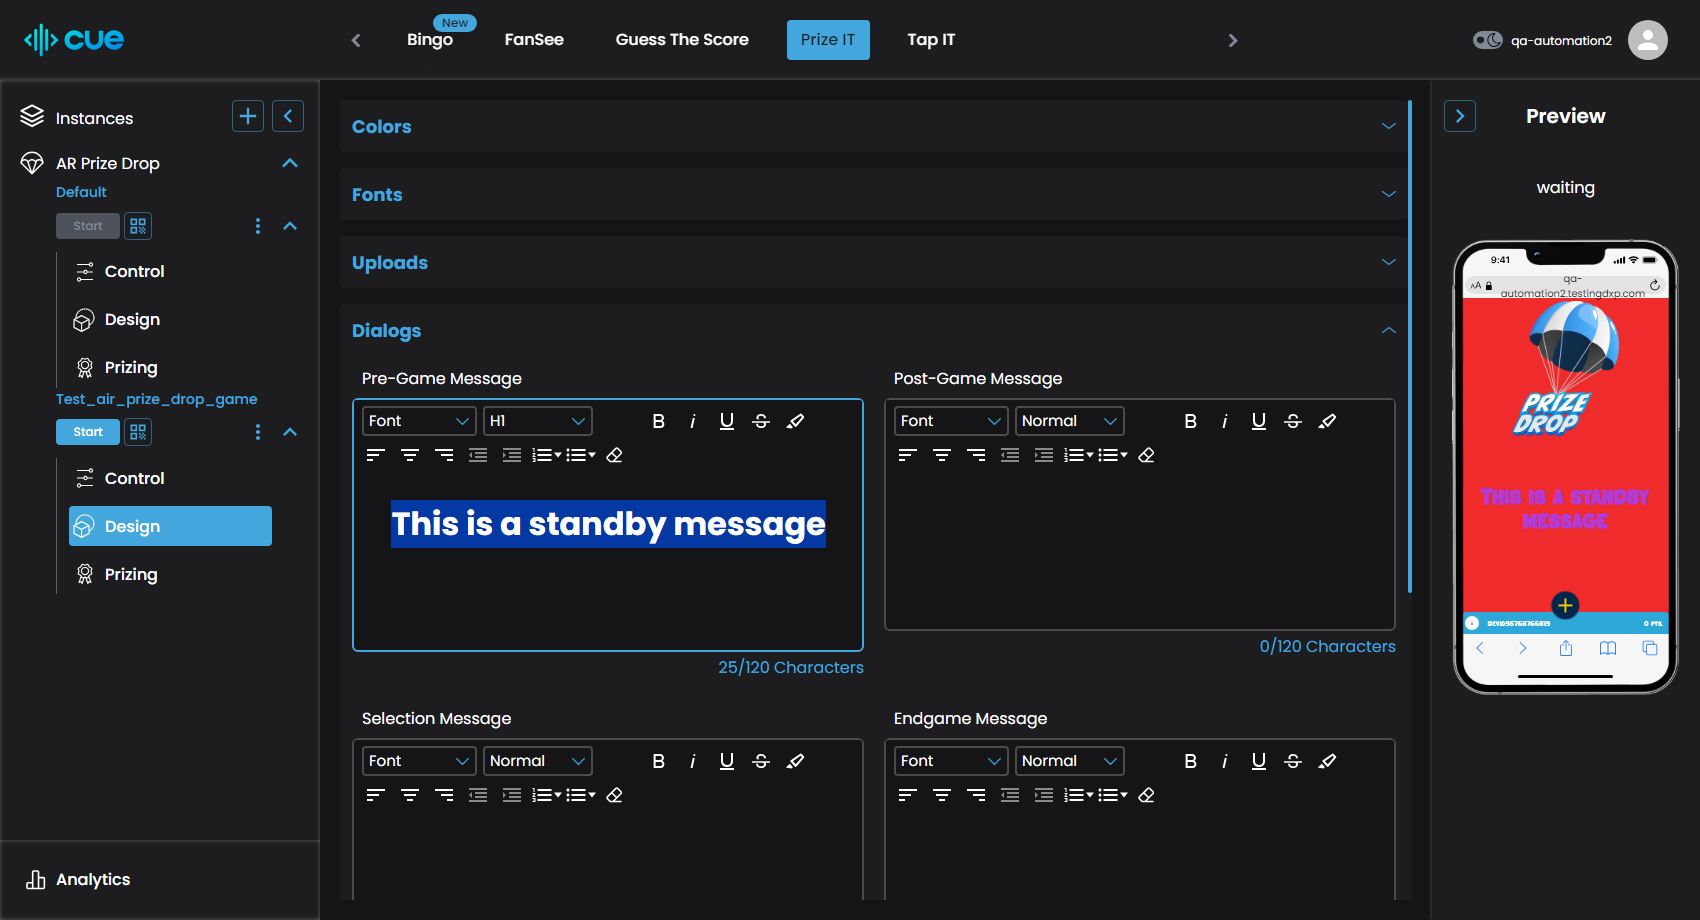 cue
New
Bingo
FanSee
Guess The Score
Prize IT
Tap IT
qa-automation2
Instances
AR Prize Drop
Default
Start
Control
Design
Prizing
Test_air_prize_drop_game
Start
Control
Design
Prizing
Analytics
Colors
Fonts
Uploads
Dialogs
Pre-Game Message
Font H1 B i U S
This is a standby message
25/120 Characters
Post-Game Message
Font Normal B i U S
0/120 Characters
Selection Message
Font Normal B i U S
Endgame Message
Font Normal B i U S
Preview
waiting
9:41
AA
qa-
automation2.testingdxp.com
PRIZE
DROP
THIS IS A STANDBY
MESSAGE
DEVID96768766819
0 PTS.